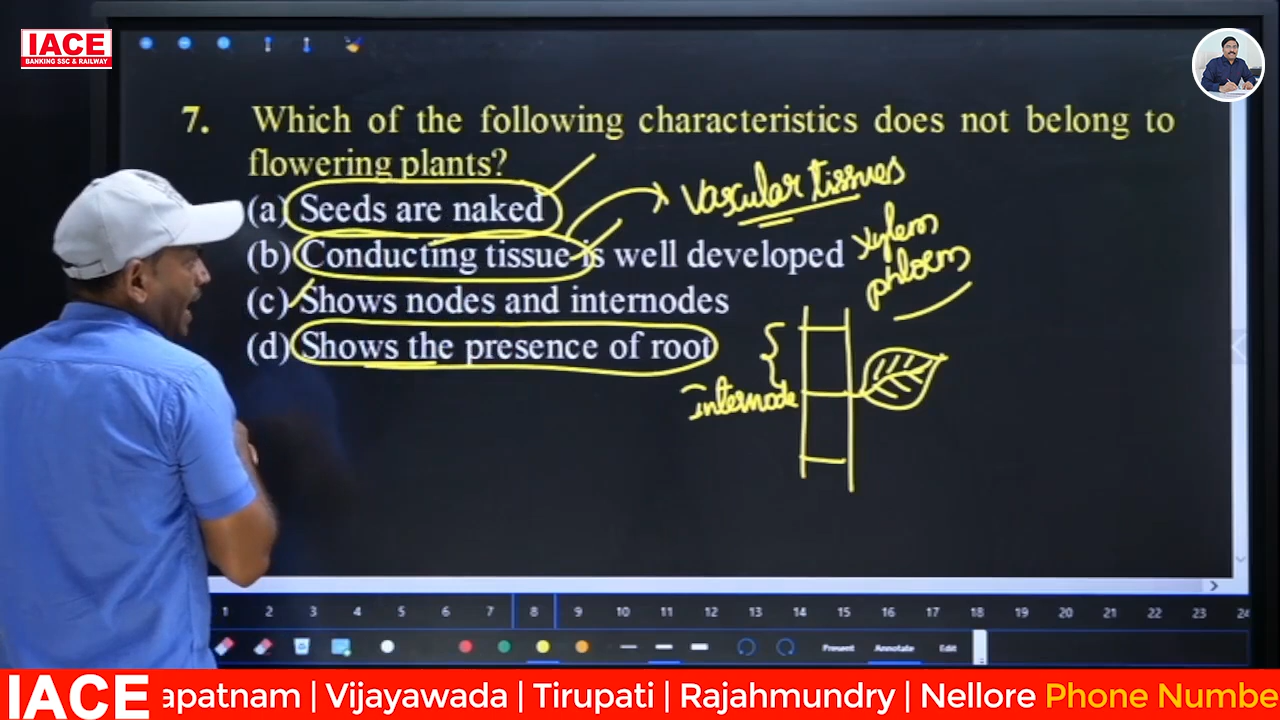 IACE
BANKING SSC & RAILWAY
7. Which of the following characteristics does not belong to
flowering plants?
(a) Seeds are naked
(b) Conducting tissue is well developed
(c) Shows nodes and internodes
(d) Shows the presence of root
vascular tissues
xylem
phloem
internode
1 2 3 4 5 6 7 8 9 10 11 12 13 14 15 16 17 18 19 20 21 22 23 24
Present Annotate Edit
IACE apatnam | Vijayawada | Tirupati | Rajahmundry | Nellore Phone Numbe